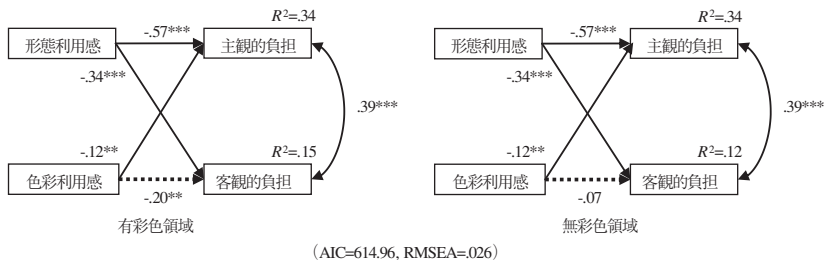 R²=.34
形態利用感
-.57***
主観的負担
-.34***
.39***
-.12**
R²=.15
色彩利用感
客観的負担
-.20**
有彩色領域
R²=.34
形態利用感
-.57***
主観的負担
-.34***
.39***
-.12**
R²=.12
色彩利用感
客観的負担
-.07
無彩色領域
（AIC=614.96, RMSEA=.026）